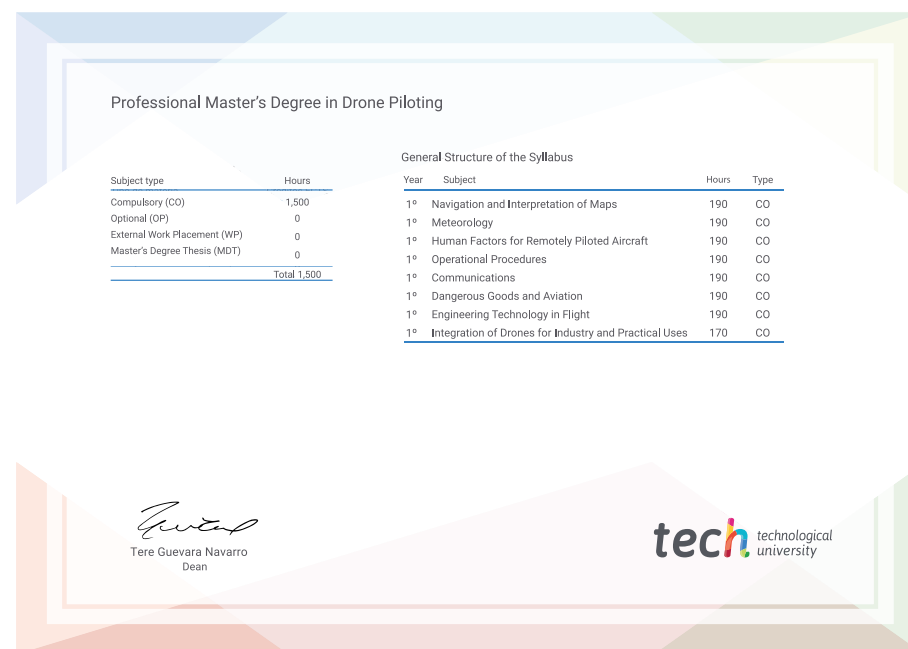 Professional Master's Degree in Drone Piloting
Subject type Hours
Compulsory (CO) 1,500
Optional (OP) 0
External Work Placement (WP) 0
Master's Degree Thesis (MDT) 0
Total 1,500
General Structure of the Syllabus
Year Subject Hours Type
1º Navigation and Interpretation of Maps 190 CO
1º Meteorology 190 CO
1º Human Factors for Remotely Piloted Aircraft 190 CO
1º Operational Procedures 190 CO
1º Communications 190 CO
1º Dangerous Goods and Aviation 190 CO
1º Engineering Technology in Flight 190 CO
1º Integration of Drones for Industry and Practical Uses 170 CO
Tere Guevara Navarro
Dean
tech technological
university